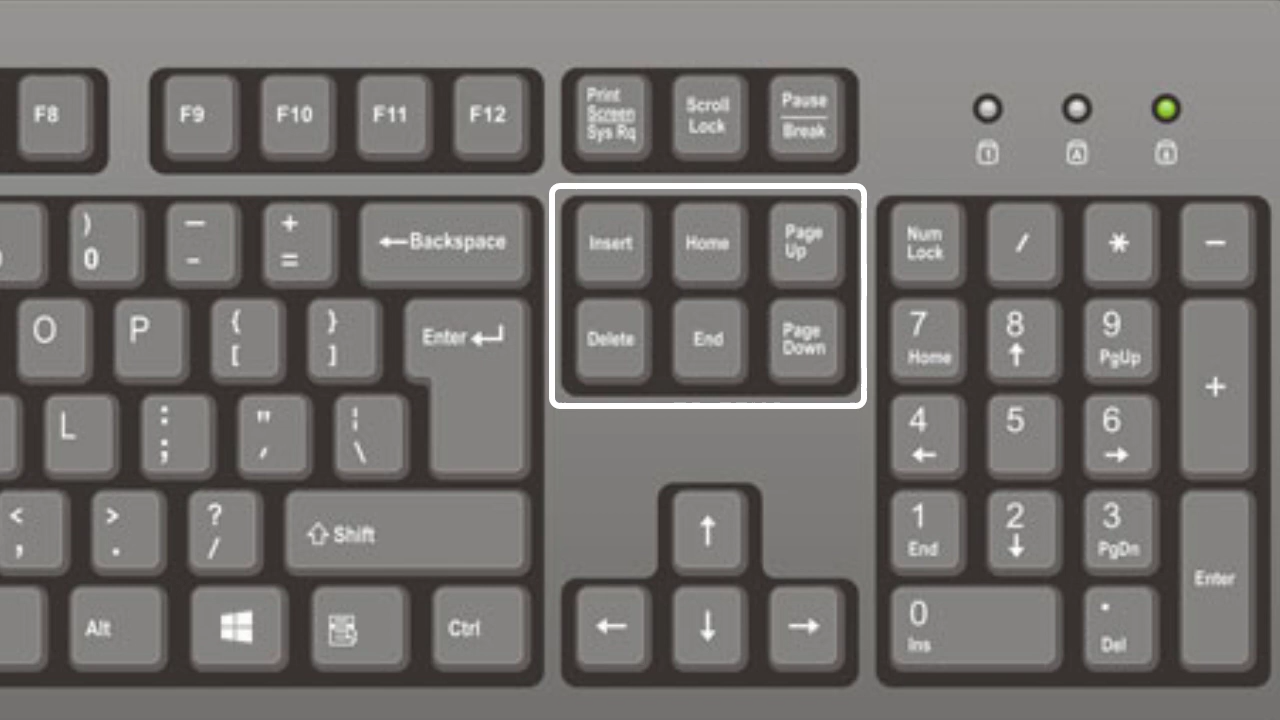 F8 F9 F10 F11 F12 Print Scroll Pause
Screen Lock Break
Sys Rq
) _ + ←Backspace Insert Home Page Num / * −
0 - = Up Lock
O P { } Enter Delete End Page 7 8 9 +
[ ] Down Home ↑ PgUp
L : " ¦ 4 5 6
; ' \ ← →
< > ? Shift ↑ 1 2 3 Enter
, . / End ↓ PgDn
Alt Ctrl ← ↓ → 0 .
Ins Del